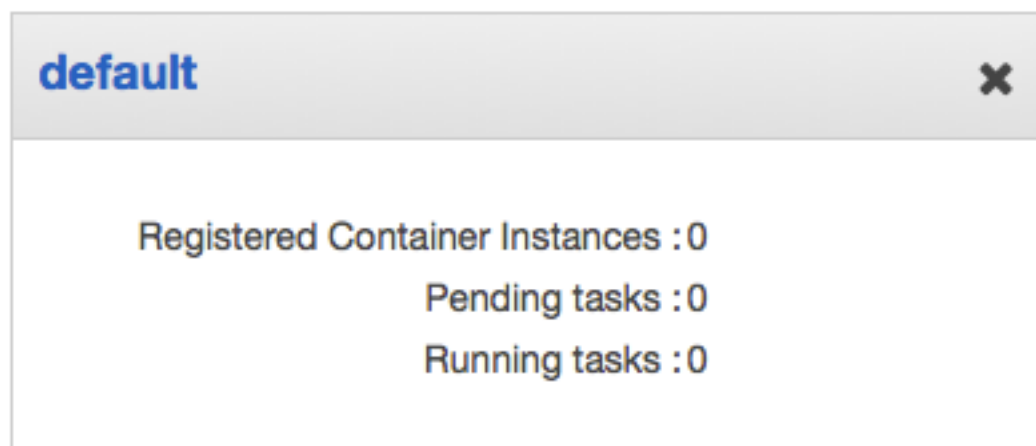 default
Registered Container Instances : 0
Pending tasks : 0
Running tasks : 0